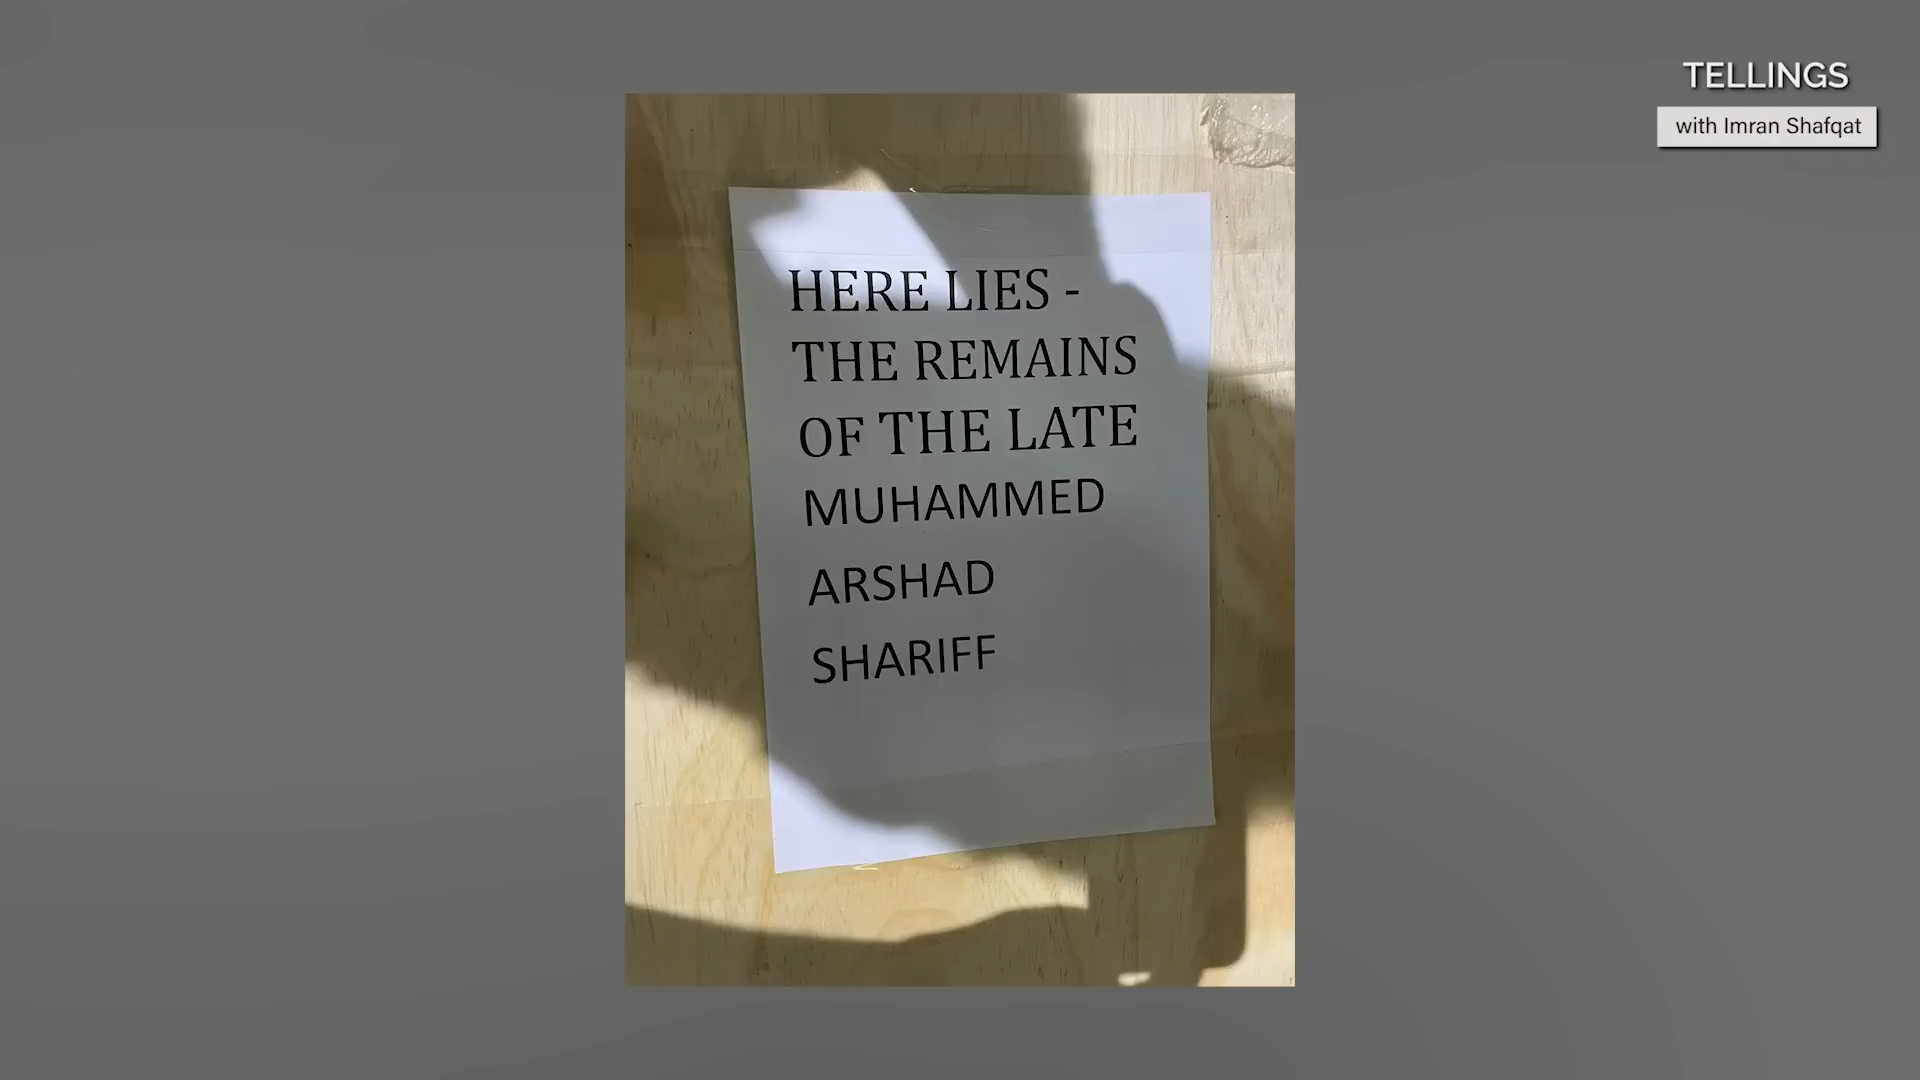 TELLINGS
with Imran Shafqat
HERE LIES -
THE REMAINS
OF THE LATE
MUHAMMED
ARSHAD
SHARIFF